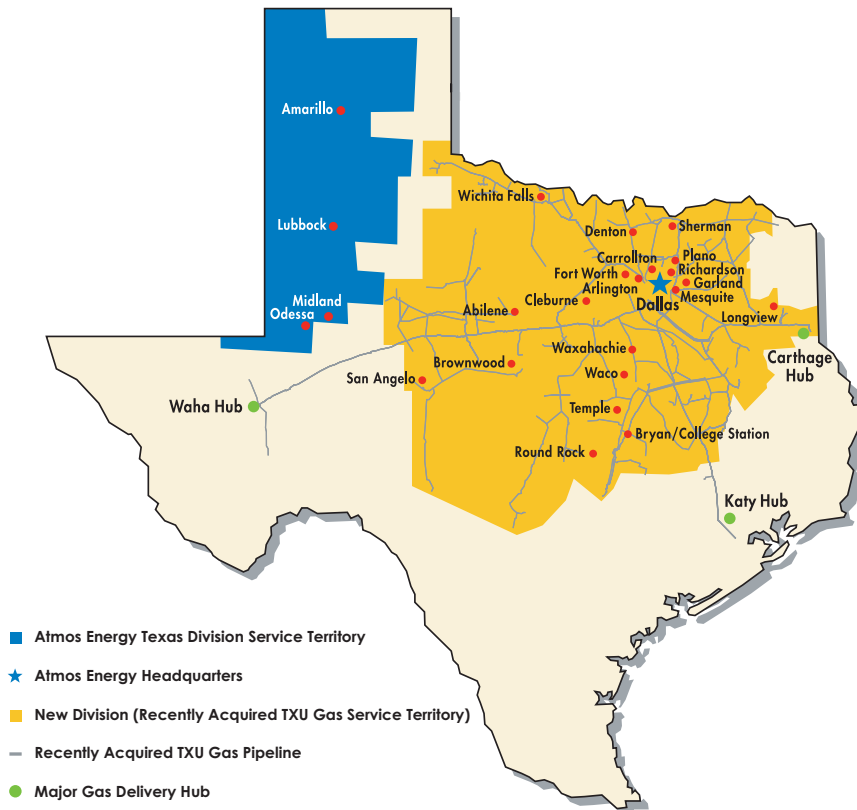 Amarillo
Wichita Falls
Lubbock
Sherman
Denton
Plano
Carrollton
Richardson
Fort Worth
Garland
Arlington
Cleburne
Mesquite
Midland
Dallas
Odessa
Abilene
Longview
Waxahachie
Brownwood
Carthage
Hub
San Angelo
Waco
Waha Hub
Temple
Bryan/College Station
Round Rock
Katy Hub
Atmos Energy Texas Division Service Territory
Atmos Energy Headquarters
New Division (Recently Acquired TXU Gas Service Territory)
Recently Acquired TXU Gas Pipeline
Major Gas Delivery Hub